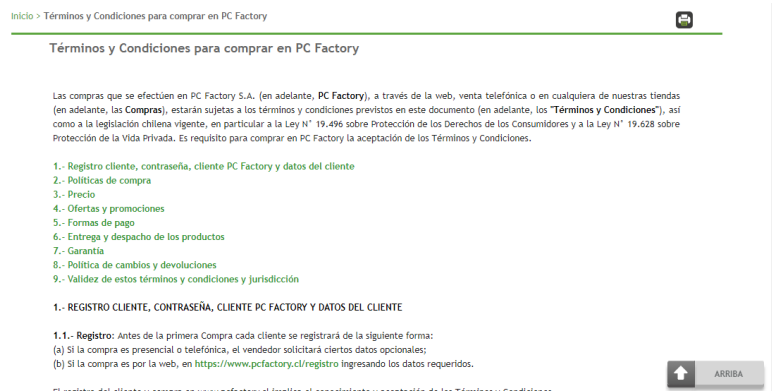 Inicio > Términos y Condiciones para comprar en PC Factory
Términos y Condiciones para comprar en PC Factory
Las compras que se efectúen en PC Factory S.A. (en adelante, PC Factory), a través de la web, venta telefónica o en cualquiera de nuestras tiendas
(en adelante, las Compras), estarán sujetas a los términos y condiciones previstos en este documento (en adelante, los "Términos y Condiciones"), así
como a la legislación chilena vigente, en particular a la Ley N° 19.496 sobre Protección de los Derechos de los Consumidores y a la Ley N° 19.628 sobre
Protección de la Vida Privada. Es requisito para comprar en PC Factory la aceptación de los Términos y Condiciones.
1.- Registro cliente, contraseña, cliente PC Factory y datos del cliente
2.- Políticas de compra
3.- Precio
4.- Ofertas y promociones
5.- Formas de pago
6.- Entrega y despacho de los productos
7.- Garantía
8.- Política de cambios y devoluciones
9.- Validez de estos términos y condiciones y jurisdicción
1.- REGISTRO CLIENTE, CONTRASEÑA, CLIENTE PC FACTORY Y DATOS DEL CLIENTE
1.1.- Registro: Antes de la primera Compra cada cliente se registrará de la siguiente forma:
(a) Si la compra es presencial o telefónica, el vendedor solicitará ciertos datos opcionales;
(b) Si la compra es por la web, en https://www.pcfactory.cl/registro ingresando los datos requeridos.
ARRIBA